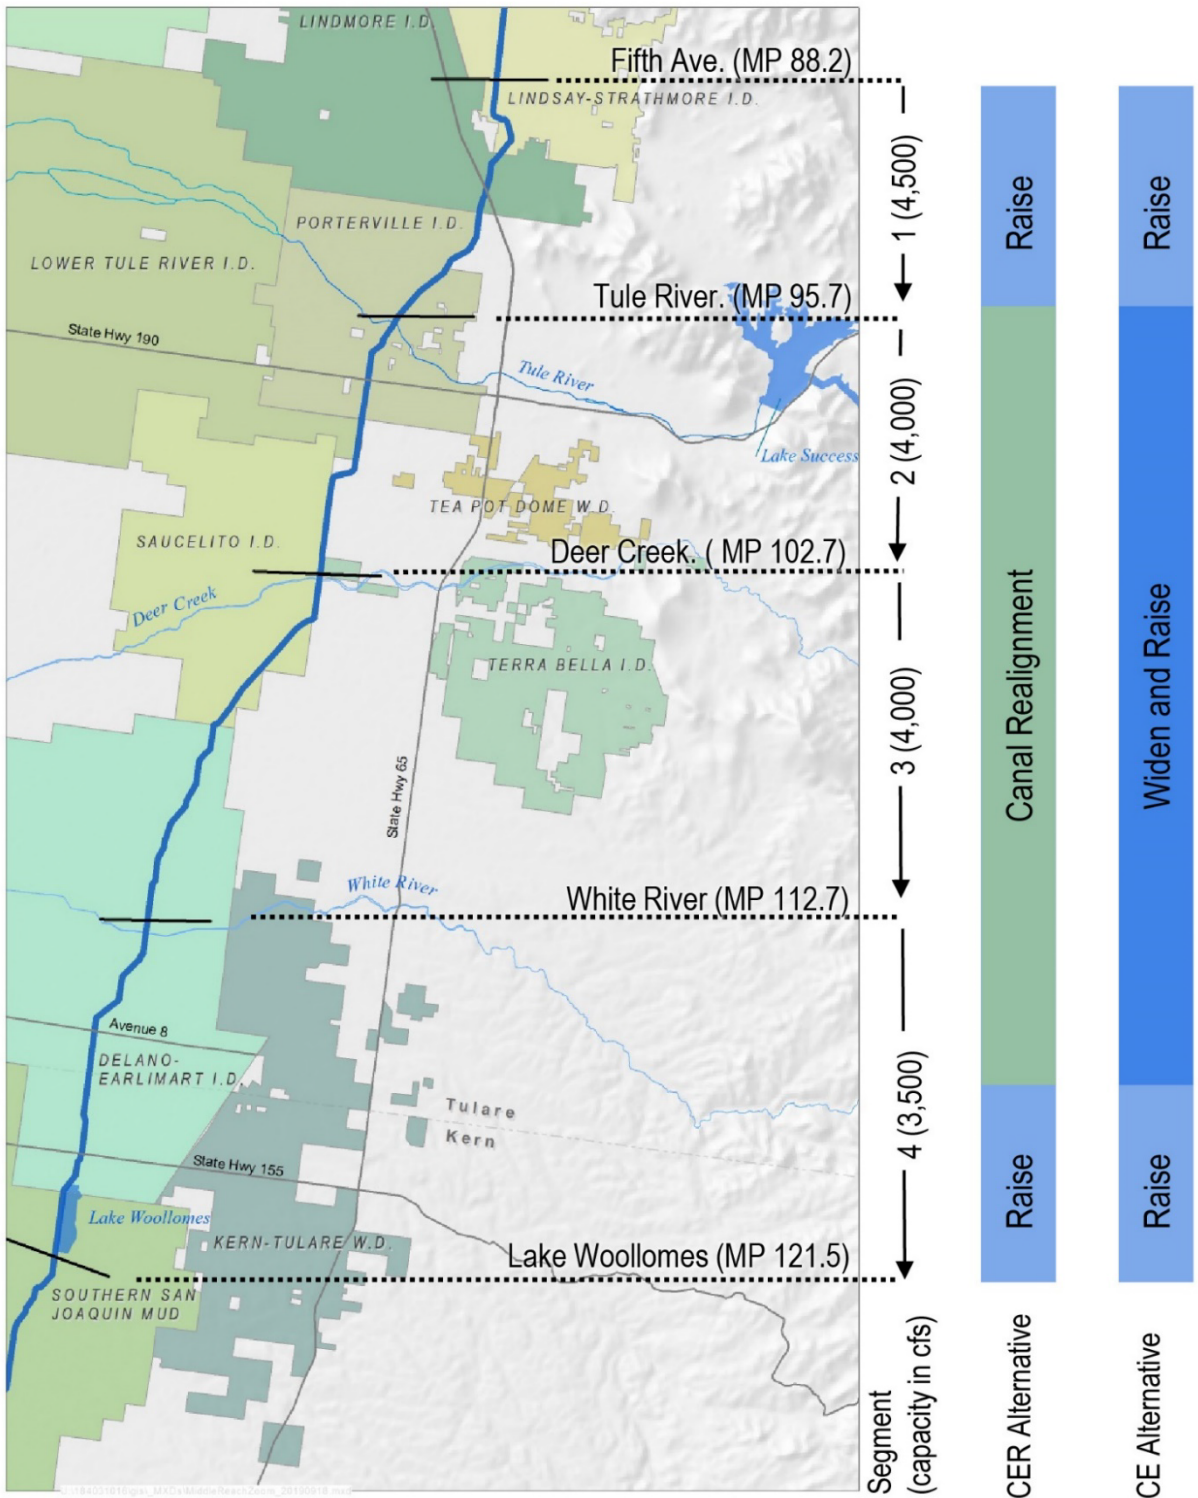 LINDMORE I.D.
Fifth Ave. (MP 88.2)
LINDSAY-STRATHMORE I.D.
1 (4,500)
Raise
Raise
PORTERVILLE I.D.
LOWER TULE RIVER I.D.
Tule River. (MP 95.7)
State Hwy 190
Tule River
2 (4,000)
Lake Success
TEA POT DOME W.D.
SAUCELITO I.D.
Deer Creek. ( MP 102.7)
Deer Creek
TERRA BELLA I.D.
3 (4,000)
Canal Realignment
Widen and Raise
State Hwy 65
White River
White River (MP 112.7)
Avenue 8
DELANO-
EARLIMART I.D.
Tulare
Kern
4 (3,500)
State Hwy 155
Raise
Raise
Lake Woollomes
KERN-TULARE W.D.
Lake Woollomes (MP 121.5)
SOUTHERN SAN
JOAQUIN MUD
Segment
(capacity in cfs)
CER Alternative
CE Alternative